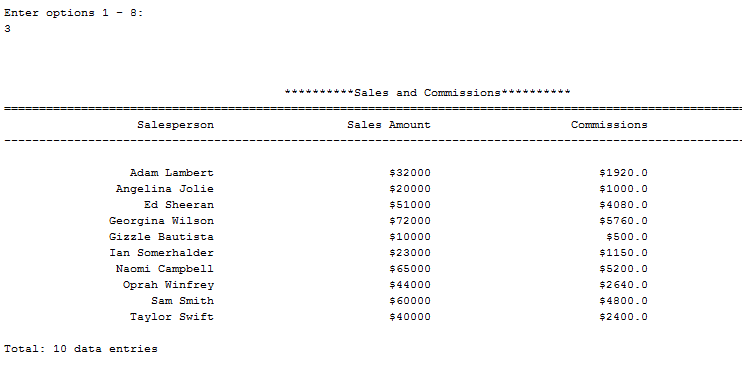 Enter options 1 - 8:
3
**********Sales and Commissions**********
Salesperson Sales Amount Commissions
Adam Lambert $32000 $1920.0
Angelina Jolie $20000 $1000.0
Ed Sheeran $51000 $4080.0
Georgina Wilson $72000 $5760.0
Gizzle Bautista $10000 $500.0
Ian Somerhalder $23000 $1150.0
Naomi Campbell $65000 $5200.0
Oprah Winfrey $44000 $2640.0
Sam Smith $60000 $4800.0
Taylor Swift $40000 $2400.0
Total: 10 data entries